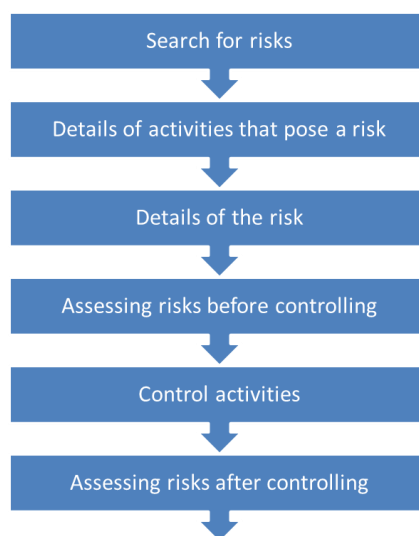 Search for risks
Details of activities that pose a risk
Details of the risk
Assessing risks before controlling
Control activities
Assessing risks after controlling